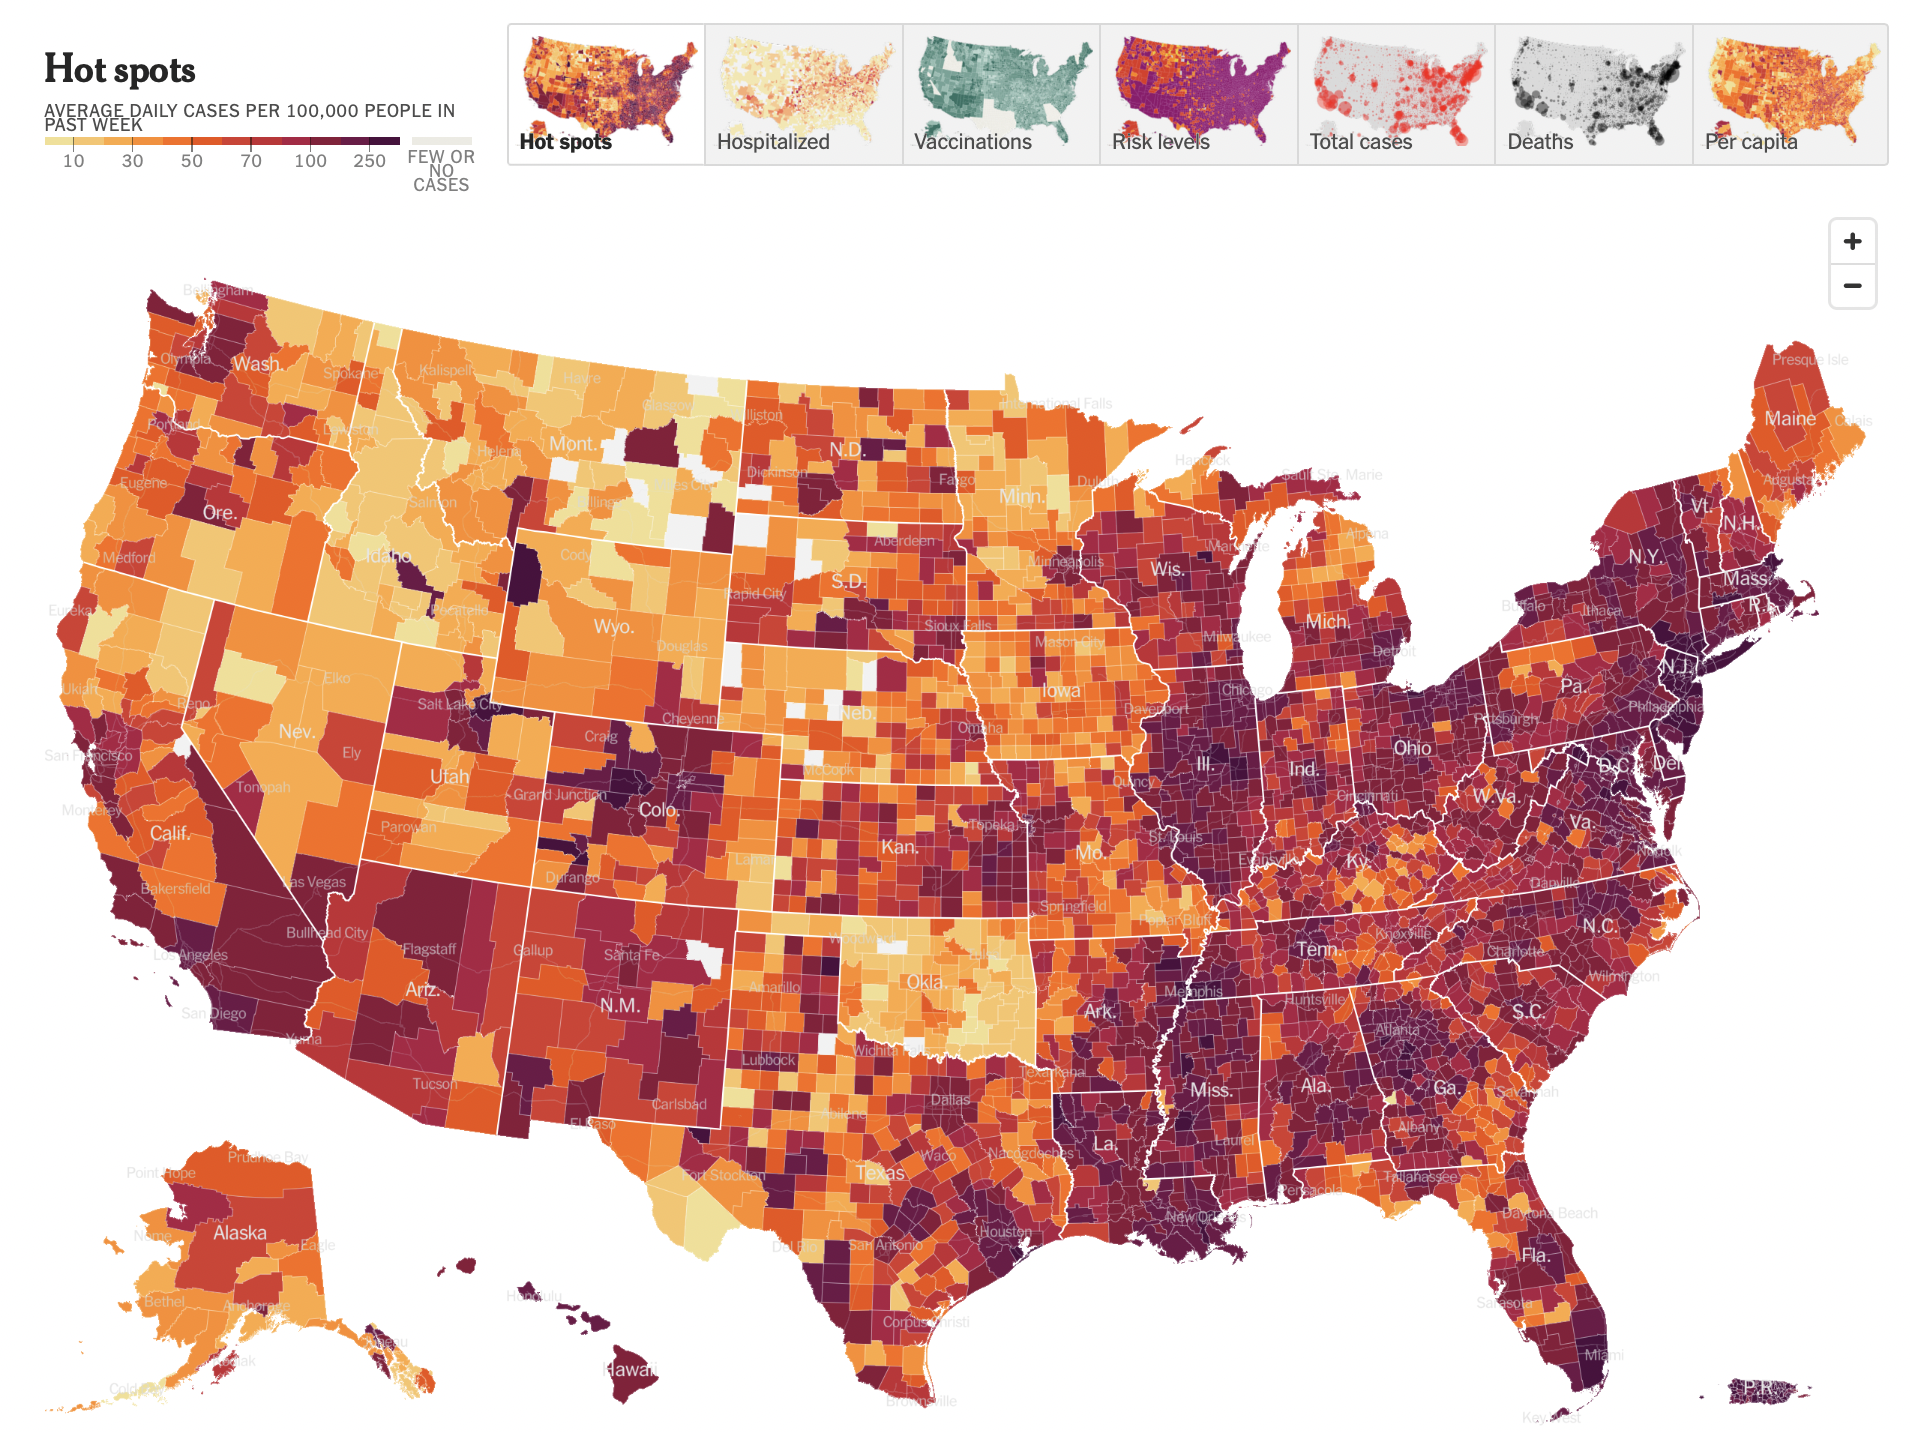 Hot spots
AVERAGE DAILY CASES PER 100,000 PEOPLE IN
PAST WEEK
10 30 50 70 100 250
FEW OR
NO
CASES
Hot spots
Hospitalized
Vaccinations
Risk levels
Total cases
Deaths
Per capita
+
−
Bellingham
Olympia
Wash.
Spokane
Kalispell
Havre
Glasgow
Williston
International Falls
Presque Isle
Portland
Lewiston
Helena
Mont.
Billings
Miles City
Dickinson
N.D.
Fargo
Minn.
Duluth
Hancock
Sault Ste. Marie
Maine
Calais
Augusta
Eugene
Ore.
Salmon
Medford
Idaho
Cody
Pocatello
Aberdeen
S.D.
Rapid City
Sioux Falls
Minneapolis
Wis.
Marinette
Alpena
Vt.
N.H.
N.Y.
Mass.
R.I.
Buffalo
Ithaca
Eureka
Wyo.
Douglas
Mason City
Milwaukee
Mich.
Detroit
Ukiah
Reno
Elko
Nev.
Salt Lake City
Cheyenne
Neb.
Omaha
Iowa
Davenport
Chicago
Pa.
N.J.
Philadelphia
Pittsburgh
San Francisco
Ely
Craig
McCook
Ill.
Ind.
Ohio
D.C.
Del.
Tonopah
Utah
Grand Junction
Colo.
Quincy
Cincinnati
W.Va.
Monterey
Calif.
Parowan
Topeka
Kan.
Mo.
St. Louis
Va.
Norfolk
Bakersfield
Las Vegas
Durango
Lamar
Evansville
Ky.
Danville
Springfield
Poplar Bluff
Bullhead City
Flagstaff
Gallup
Santa Fe
Woodward
Tulsa
Tenn.
Knoxville
N.C.
Charlotte
Los Angeles
Ariz.
N.M.
Amarillo
Okla.
Memphis
Huntsville
Wilmington
San Diego
Yuma
Lubbock
Wichita Falls
Ark.
Atlanta
S.C.
Tucson
Carlsbad
Abilene
Dallas
Texarkana
Miss.
Ala.
Ga.
Savannah
El Paso
Albany
La.
Laurel
Fort Stockton
Waco
Nacogdoches
Texas
Pensacola
Tallahassee
New Orleans
Daytona Beach
Del Rio
San Antonio
Houston
Fla.
Sarasota
Corpus Christi
Miami
Brownsville
Key West
P.R.
Prudhoe Bay
Point Hope
Alaska
Nome
Eagle
Bethel
Anchorage
Juneau
Kodiak
Cold Bay
Honolulu
Hawaii